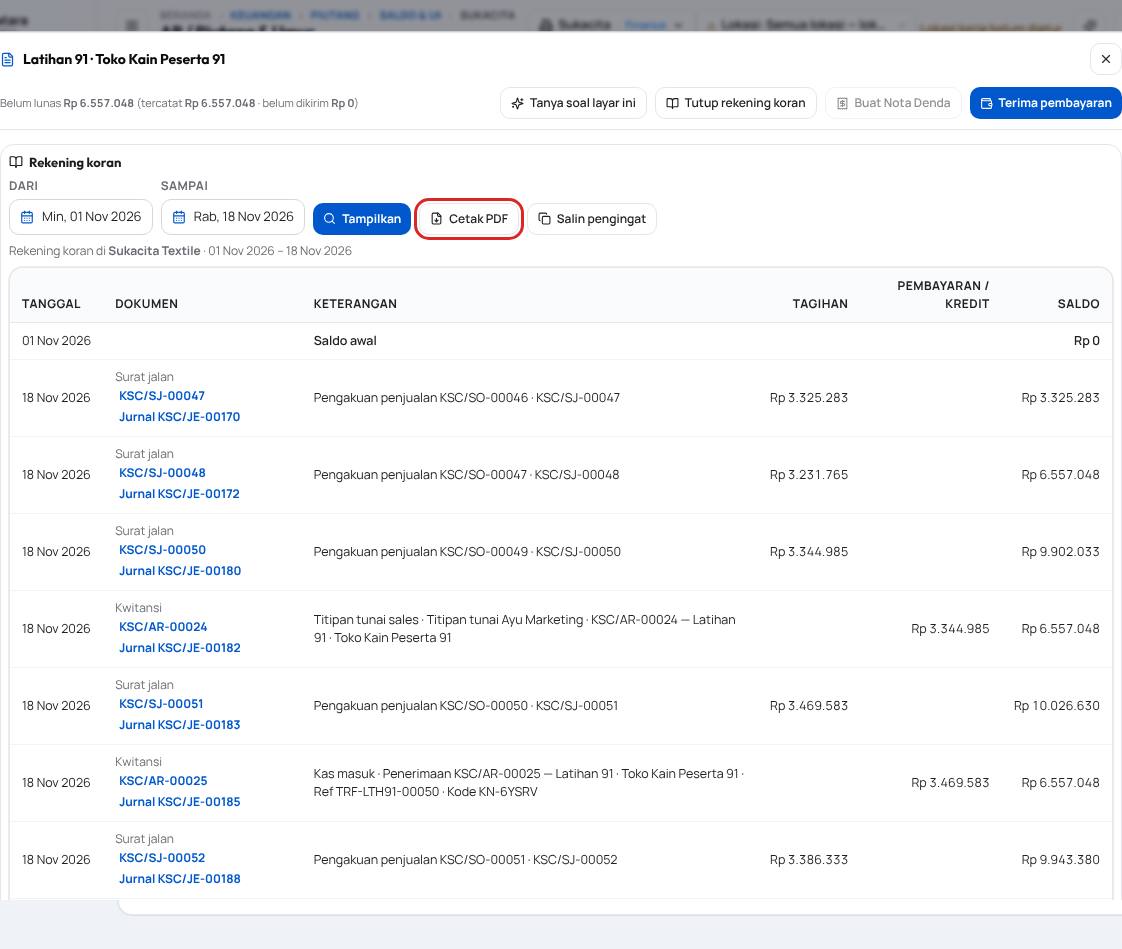 BERANDA KEUANGAN PIUTANG SUKACITA
Sukacita
Latihan 91 · Toko Kain Peserta 91
Belum lunas Rp 6.557.048 (tercatat Rp 6.557.048 · belum dikirim Rp 0)
Tanya soal layar ini
Tutup rekening koran
Buat Nota Denda
Terima pembayaran
Rekening koran
DARI
SAMPAI
Min, 01 Nov 2026
Rab, 18 Nov 2026
Tampilkan
Cetak PDF
Salin pengingat
Rekening koran di Sukacita Textile · 01 Nov 2026 – 18 Nov 2026
TANGGAL DOKUMEN KETERANGAN TAGIHAN PEMBAYARAN /
KREDIT SALDO
01 Nov 2026 Saldo awal Rp 0
Surat jalan
18 Nov 2026 KSC/SJ-00047 Pengakuan penjualan KSC/SO-00046 · KSC/SJ-00047 Rp 3.325.283 Rp 3.325.283
Jurnal KSC/JE-00170
Surat jalan
18 Nov 2026 KSC/SJ-00048 Pengakuan penjualan KSC/SO-00047 · KSC/SJ-00048 Rp 3.231.765 Rp 6.557.048
Jurnal KSC/JE-00172
Surat jalan
18 Nov 2026 KSC/SJ-00050 Pengakuan penjualan KSC/SO-00049 · KSC/SJ-00050 Rp 3.344.985 Rp 9.902.033
Jurnal KSC/JE-00180
Kwitansi
18 Nov 2026 KSC/AR-00024 Titipan tunai sales · Titipan tunai Ayu Marketing · KSC/AR-00024 — Latihan
91 · Toko Kain Peserta 91 Rp 3.344.985 Rp 6.557.048
Jurnal KSC/JE-00182
Surat jalan
18 Nov 2026 KSC/SJ-00051 Pengakuan penjualan KSC/SO-00050 · KSC/SJ-00051 Rp 3.469.583 Rp 10.026.630
Jurnal KSC/JE-00183
Kwitansi
18 Nov 2026 KSC/AR-00025 Kas masuk · Penerimaan KSC/AR-00025 — Latihan 91 · Toko Kain Peserta 91 ·
Ref TRF-LTH91-00050 · Kode KN-6YSRV Rp 3.469.583 Rp 6.557.048
Jurnal KSC/JE-00185
Surat jalan
18 Nov 2026 KSC/SJ-00052 Pengakuan penjualan KSC/SO-00051 · KSC/SJ-00052 Rp 3.386.333 Rp 9.943.380
Jurnal KSC/JE-00188